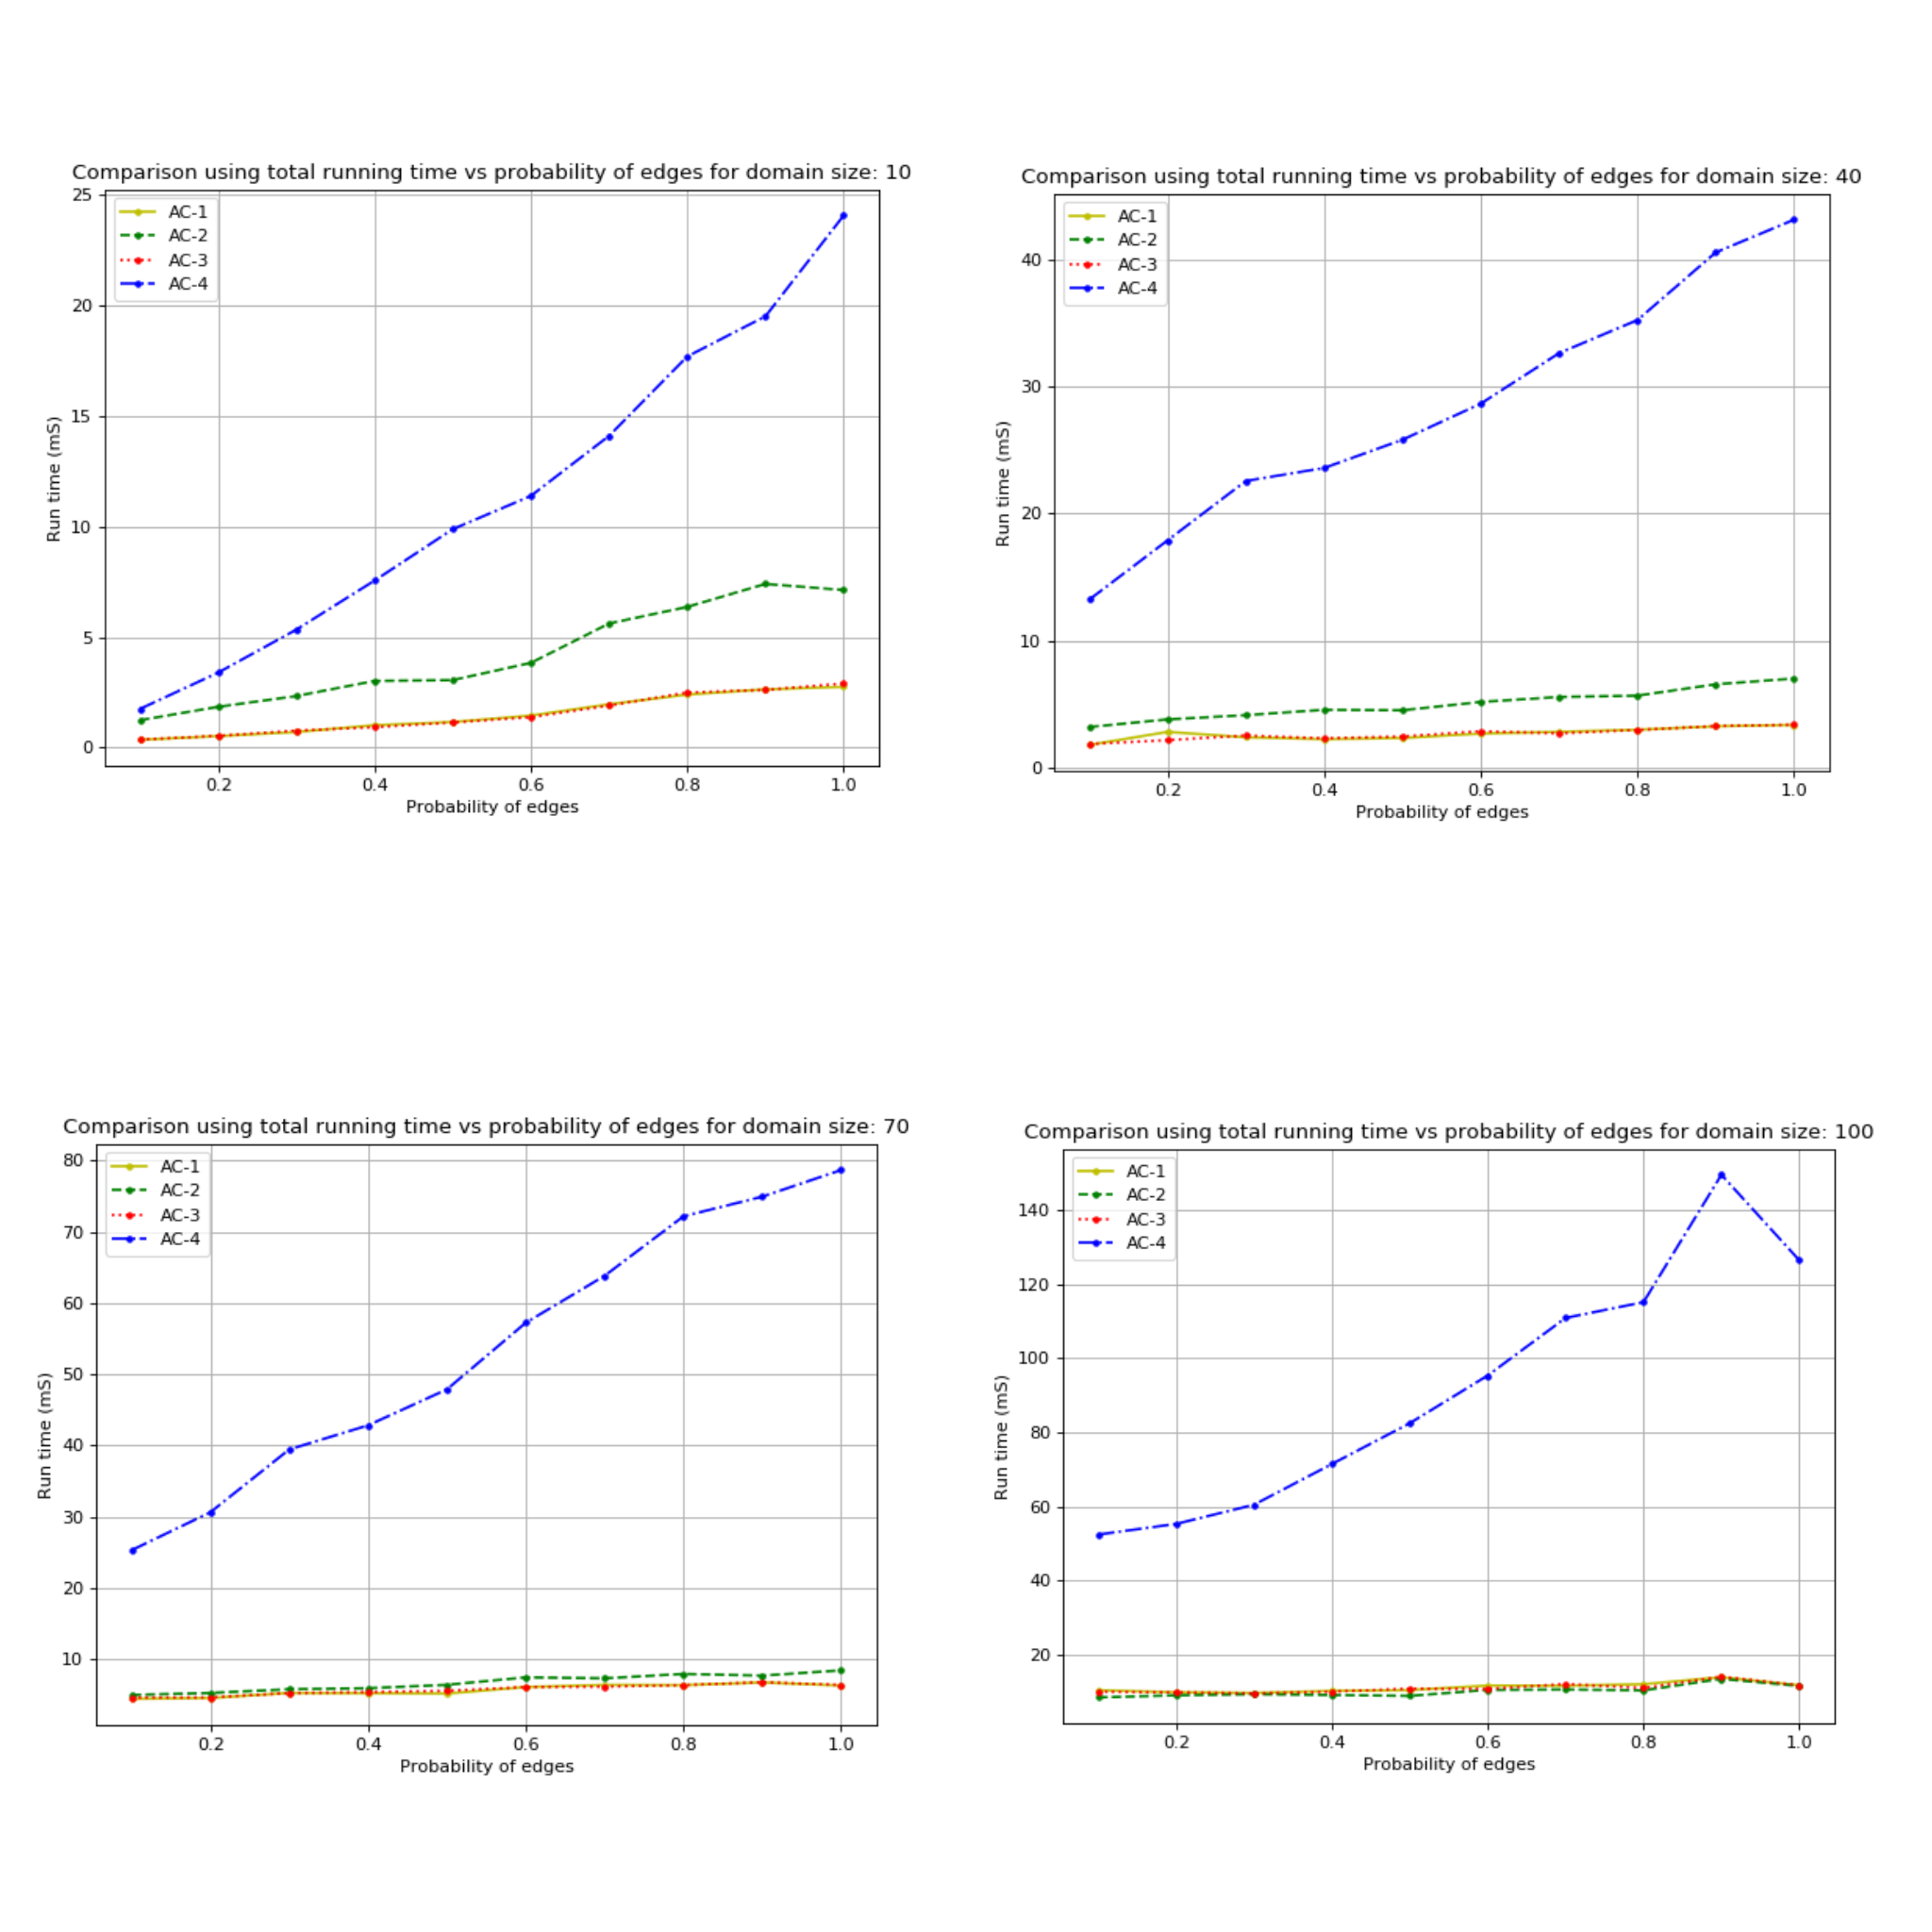 Comparison using total running time vs probability of edges for domain size: 10
25
20
15
10
5
0
AC-1
AC-2
AC-3
AC-4
Run time (mS)
0.2 0.4 0.6 0.8 1.0
Probability of edges
Comparison using total running time vs probability of edges for domain size: 40
40
30
20
10
0
AC-1
AC-2
AC-3
AC-4
Run time (mS)
0.2 0.4 0.6 0.8 1.0
Probability of edges
Comparison using total running time vs probability of edges for domain size: 70
80
70
60
50
40
30
20
10
AC-1
AC-2
AC-3
AC-4
Run time (mS)
0.2 0.4 0.6 0.8 1.0
Probability of edges
Comparison using total running time vs probability of edges for domain size: 100
140
120
100
80
60
40
20
AC-1
AC-2
AC-3
AC-4
Run time (mS)
0.2 0.4 0.6 0.8 1.0
Probability of edges